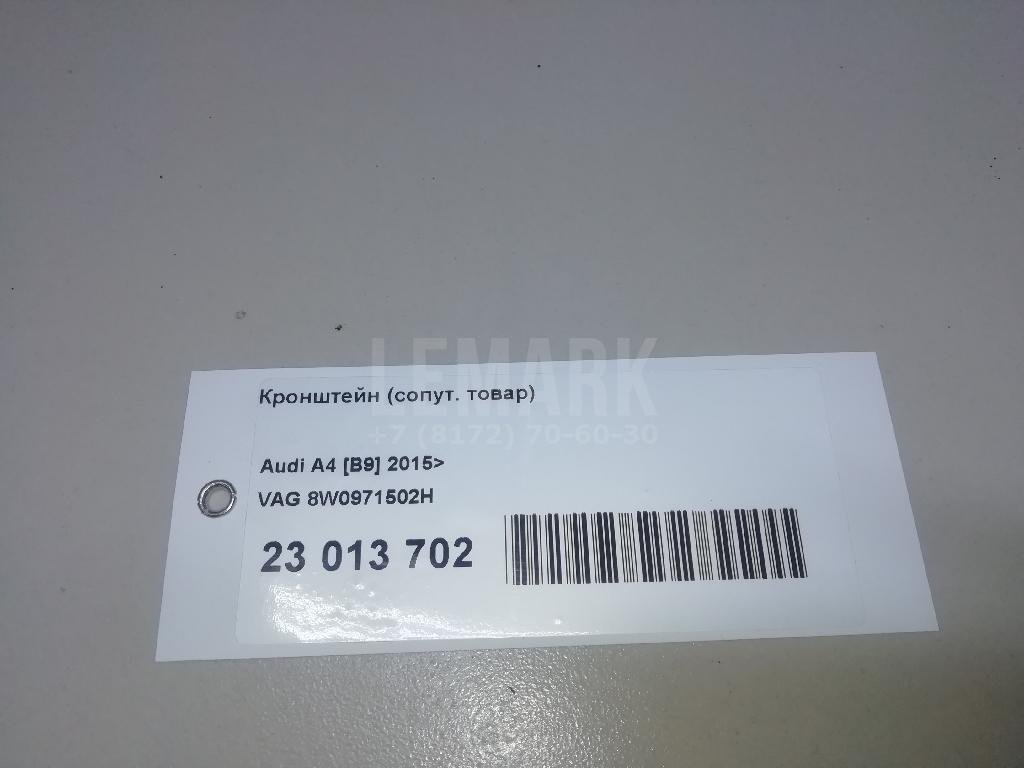 LEMARK
Кронштейн (сопут. товар)
+7 (8172) 70-60-30
Audi A4 [B9] 2015>
VAG 8W0971502H
23 013 702